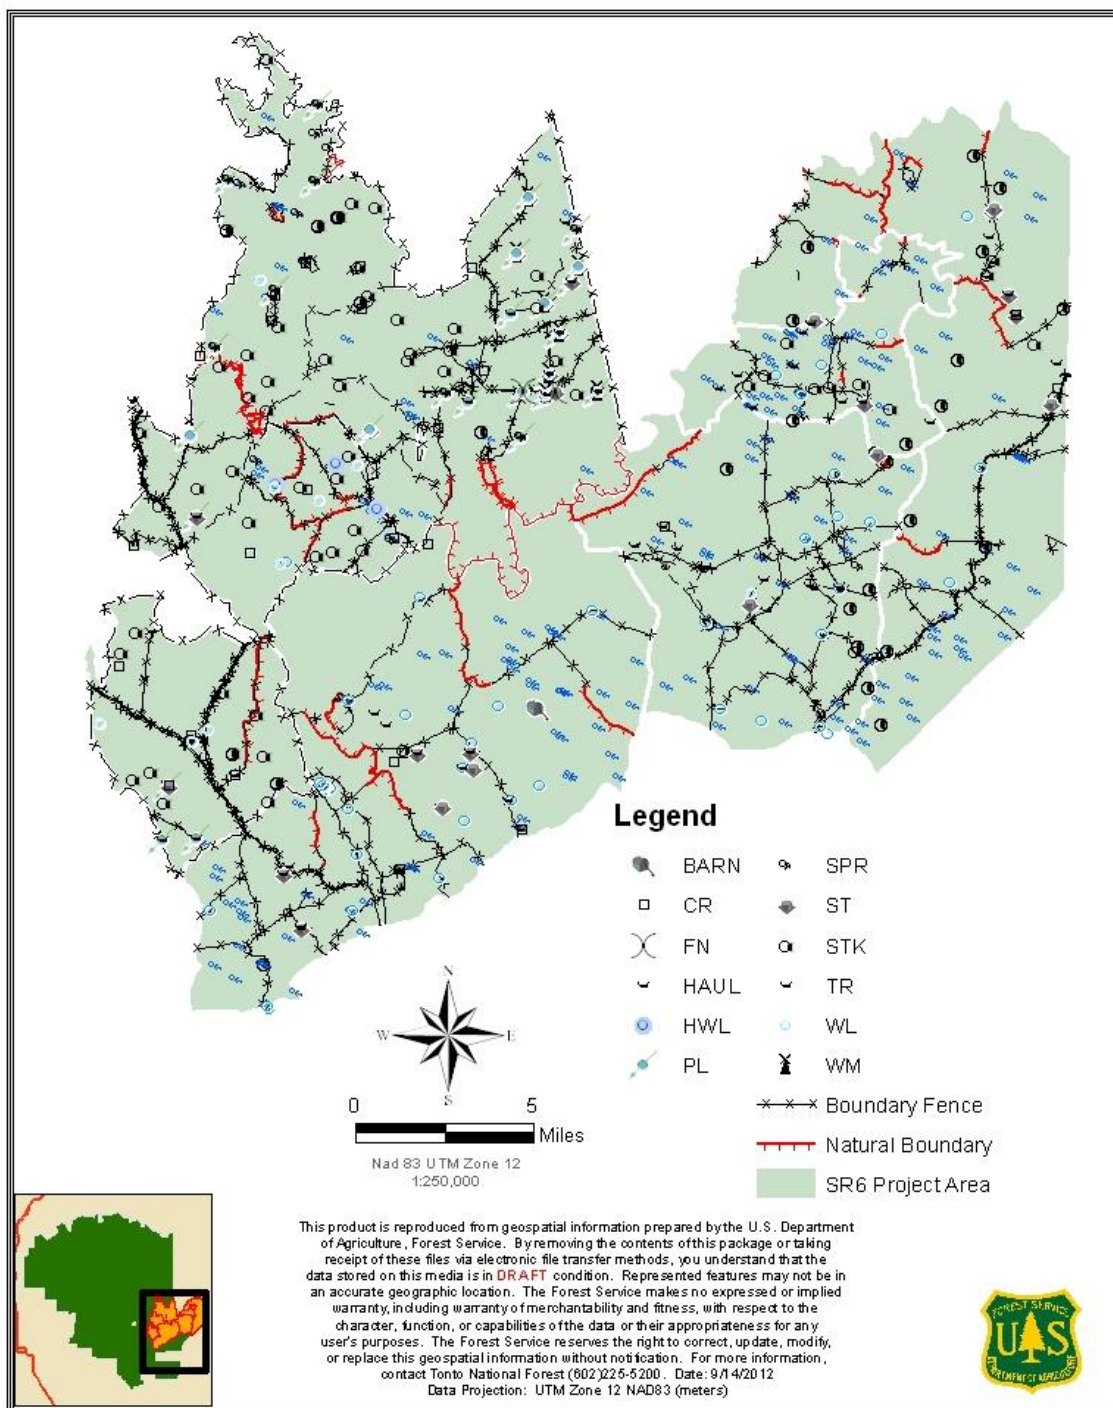 Legend
BARN
SPR
CR
ST
FN
STK
HAUL
TR
HWL
WL
PL
WM
Boundary Fence
Natural Boundary
SR6 Project Area
N
W
E
S
0
5
Miles
Nad 83 UTM Zone 12
1:250,000
This product is reproduced from geospatial information prepared by the U.S. Department
of Agriculture, Forest Service. By removing the contents of this package or taking
receipt of these files via electronic file transfer methods, you understand that the
data stored on this media is in DRAFT condition. Represented features may not be in
an accurate geographic location. The Forest Service makes no expressed or implied
warranty, including warranty of merchantability and fitness, with respect to the
character, function, or capabilities of the data or their appropriateness for any
user's purposes. The Forest Service reserves the right to correct, update, modify,
or replace this geospatial information without notification. For more information,
contact Tonto National Forest (602)225-5200. Date: 9/14/2012
Data Projection: UTM Zone 12 NAD83 (meters)
FOREST SERVICE
U S
DEPARTMENT OF AGRICULTURE